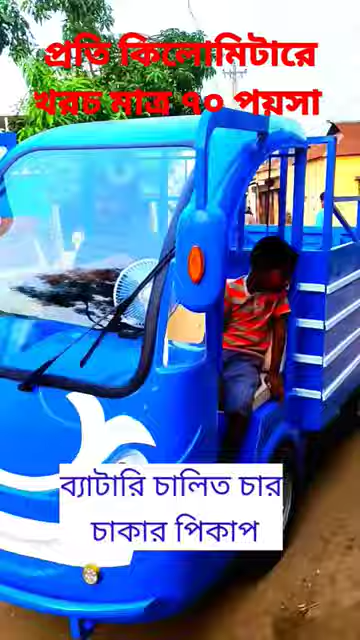 প্রতি কিলোমিটারে
খরচ মাত্র ৭০ পয়সা
ব্যাটারি চালিত চার
চাকার পিকাপ